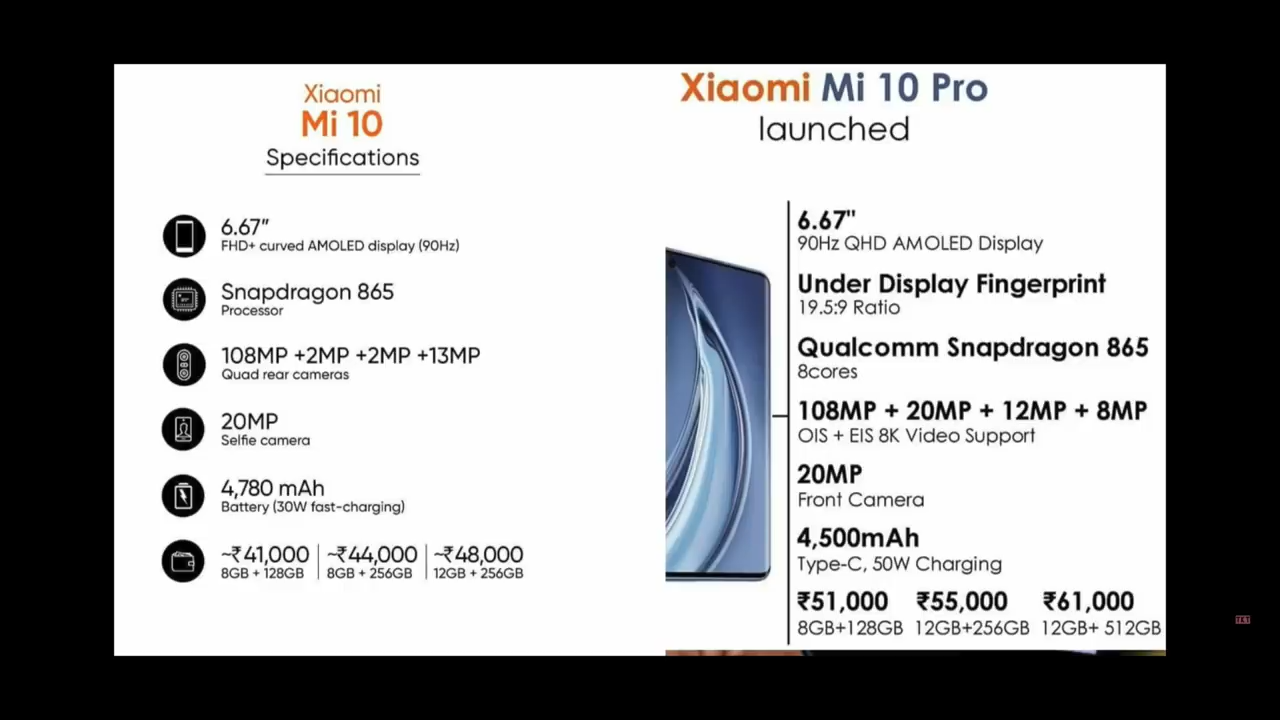 Xiaomi
Mi 10
Specifications
6.67"
FHD+ curved AMOLED display (90Hz)
Snapdragon 865
Processor
108MP +2MP +2MP +13MP
Quad rear cameras
20MP
Selfie camera
4,780 mAh
Battery (30W fast-charging)
~₹41,000 ~₹44,000 ~₹48,000
8GB + 128GB 8GB + 256GB 12GB + 256GB
Xiaomi Mi 10 Pro
launched
6.67"
90Hz QHD AMOLED Display
Under Display Fingerprint
19.5:9 Ratio
Qualcomm Snapdragon 865
8cores
108MP + 20MP + 12MP + 8MP
OIS + EIS 8K Video Support
20MP
Front Camera
4,500mAh
Type-C, 50W Charging
₹51,000 ₹55,000 ₹61,000
8GB+128GB 12GB+256GB 12GB+ 512GB